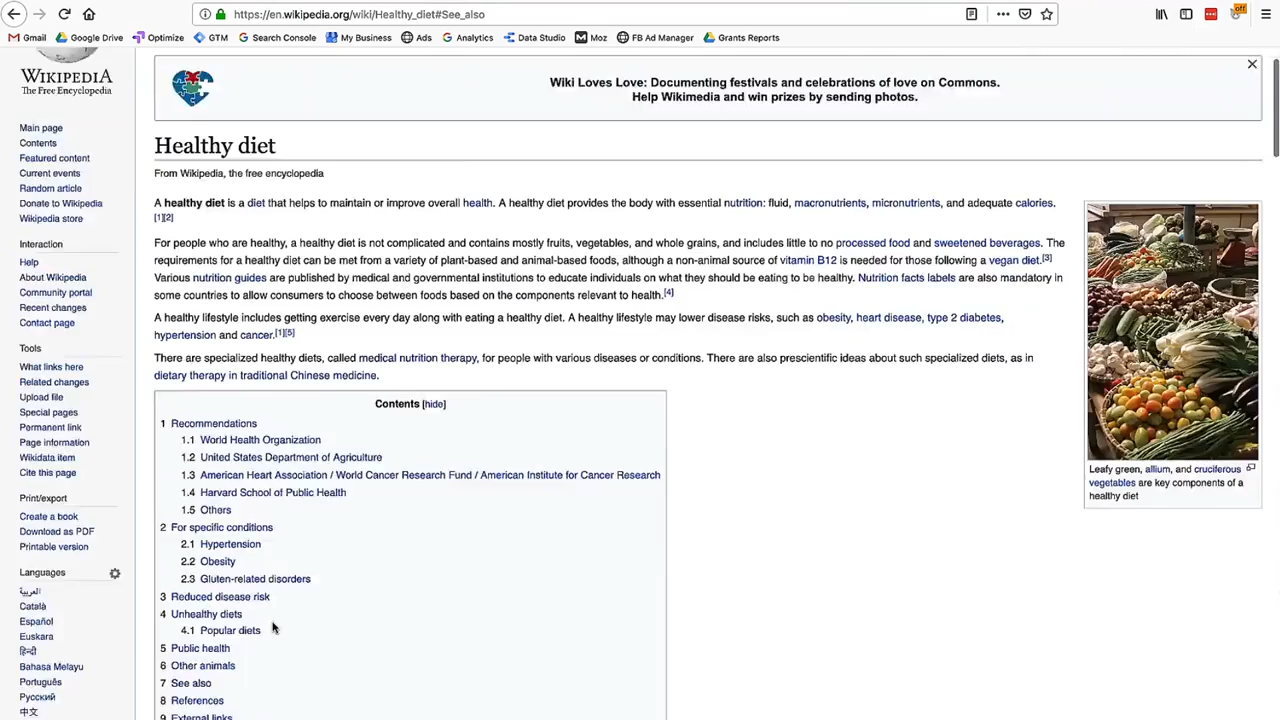 https://en.wikipedia.org/wiki/Healthy_diet#See_also
off
Gmail Google Drive Optimize GTM Search Console My Business Ads Analytics Data Studio Moz FB Ad Manager Grants Reports
WIKIPEDIA
The Free Encyclopedia
Main page
Contents
Featured content
Current events
Random article
Donate to Wikipedia
Wikipedia store
Interaction
Help
About Wikipedia
Community portal
Recent changes
Contact page
Tools
What links here
Related changes
Upload file
Special pages
Permanent link
Page information
Wikidata item
Cite this page
Print/export
Create a book
Download as PDF
Printable version
Languages
العربية
Català
Español
Euskara
हिन्दी
Bahasa Melayu
Português
Русский
中文
Wiki Loves Love: Documenting festivals and celebrations of love on Commons.
Help Wikimedia and win prizes by sending photos.
Healthy diet
From Wikipedia, the free encyclopedia
A healthy diet is a diet that helps to maintain or improve overall health. A healthy diet provides the body with essential nutrition: fluid, macronutrients, micronutrients, and adequate calories.
[1][2]
For people who are healthy, a healthy diet is not complicated and contains mostly fruits, vegetables, and whole grains, and includes little to no processed food and sweetened beverages. The
requirements for a healthy diet can be met from a variety of plant-based and animal-based foods, although a non-animal source of vitamin B12 is needed for those following a vegan diet.[3]
Various nutrition guides are published by medical and governmental institutions to educate individuals on what they should be eating to be healthy. Nutrition facts labels are also mandatory in
some countries to allow consumers to choose between foods based on the components relevant to health.[4]
A healthy lifestyle includes getting exercise every day along with eating a healthy diet. A healthy lifestyle may lower disease risks, such as obesity, heart disease, type 2 diabetes,
hypertension and cancer.[1][5]
There are specialized healthy diets, called medical nutrition therapy, for people with various diseases or conditions. There are also prescientific ideas about such specialized diets, as in
dietary therapy in traditional Chinese medicine.
Contents [hide]
1 Recommendations
1.1 World Health Organization
1.2 United States Department of Agriculture
1.3 American Heart Association / World Cancer Research Fund / American Institute for Cancer Research
1.4 Harvard School of Public Health
1.5 Others
2 For specific conditions
2.1 Hypertension
2.2 Obesity
2.3 Gluten-related disorders
3 Reduced disease risk
4 Unhealthy diets
4.1 Popular diets
5 Public health
6 Other animals
7 See also
8 References
9 External links
Leafy green, allium, and cruciferous
vegetables are key components of a
healthy diet